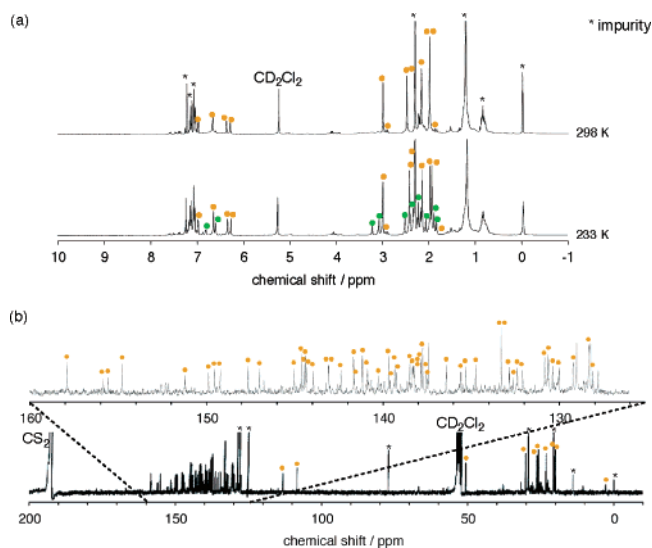 (a)
* impurity
* * * * *
CD2Cl2
* * * *
298 K
233 K
10 9 8 7 6 5 4 3 2 1 0 -1
chemical shift / ppm
(b)
160 150 140 130
CS2
* *
*
CD2Cl2
* * * *
200 150 100 50 0
chemical shift / ppm